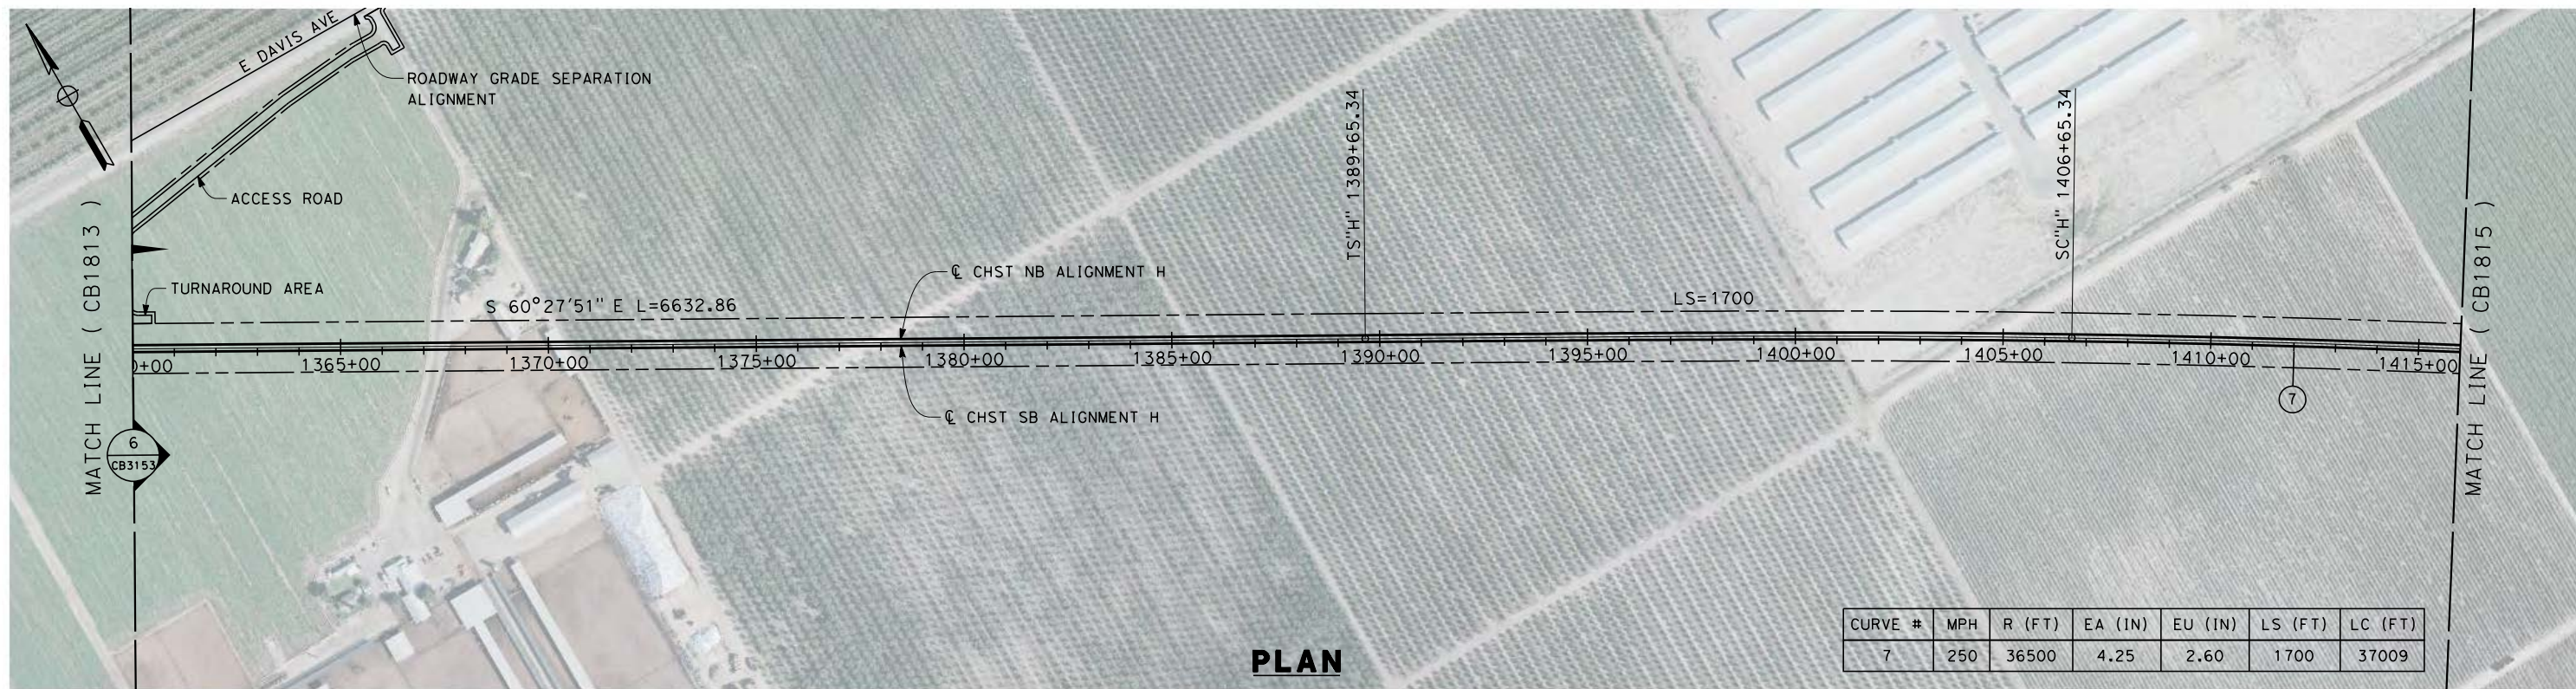 E DAVIS AVE
ROADWAY GRADE SEPARATION
ALIGNMENT
ACCESS ROAD
MATCH LINE ( CB1813 )
TURNAROUND AREA
S 60°27'51" E L=6632.86
℄ CHST NB ALIGNMENT H
TS"H" 1389+65.34
LS=1700
SC"H" 1406+65.34
MATCH LINE ( CB1815 )
0+00 1365+00 1370+00 1375+00 1380+00 1385+00 1390+00 1395+00 1400+00 1405+00 1410+00 1415+00
℄ CHST SB ALIGNMENT H
7
6
CB3153
CURVE # MPH R (FT) EA (IN) EU (IN) LS (FT) LC (FT)
7 250 36500 4.25 2.60 1700 37009
PLAN